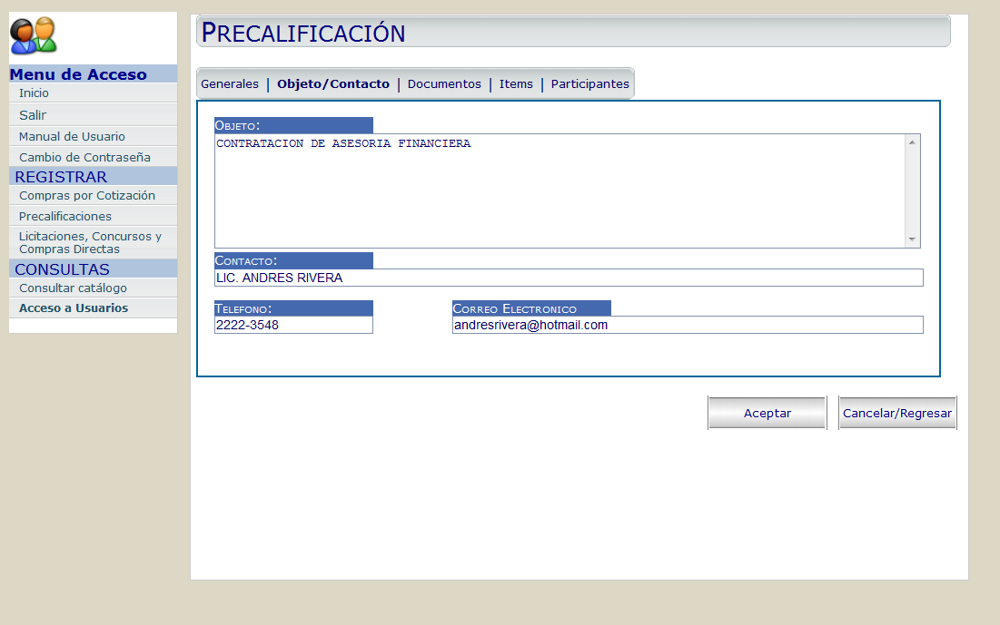 Menu de Acceso
Inicio
Salir
Manual de Usuario
Cambio de Contraseña
REGISTRAR
Compras por Cotización
Precalificaciones
Licitaciones, Concursos y
Compras Directas
CONSULTAS
Consultar catálogo
Acceso a Usuarios
PRECALIFICACIÓN
Generales | Objeto/Contacto | Documentos | Items | Participantes
OBJETO:
CONTRATACION DE ASESORIA FINANCIERA
CONTACTO:
LIC. ANDRES RIVERA
TELEFONO: CORREO ELECTRONICO
2222-3548 andresrivera@hotmail.com
Aceptar Cancelar/Regresar